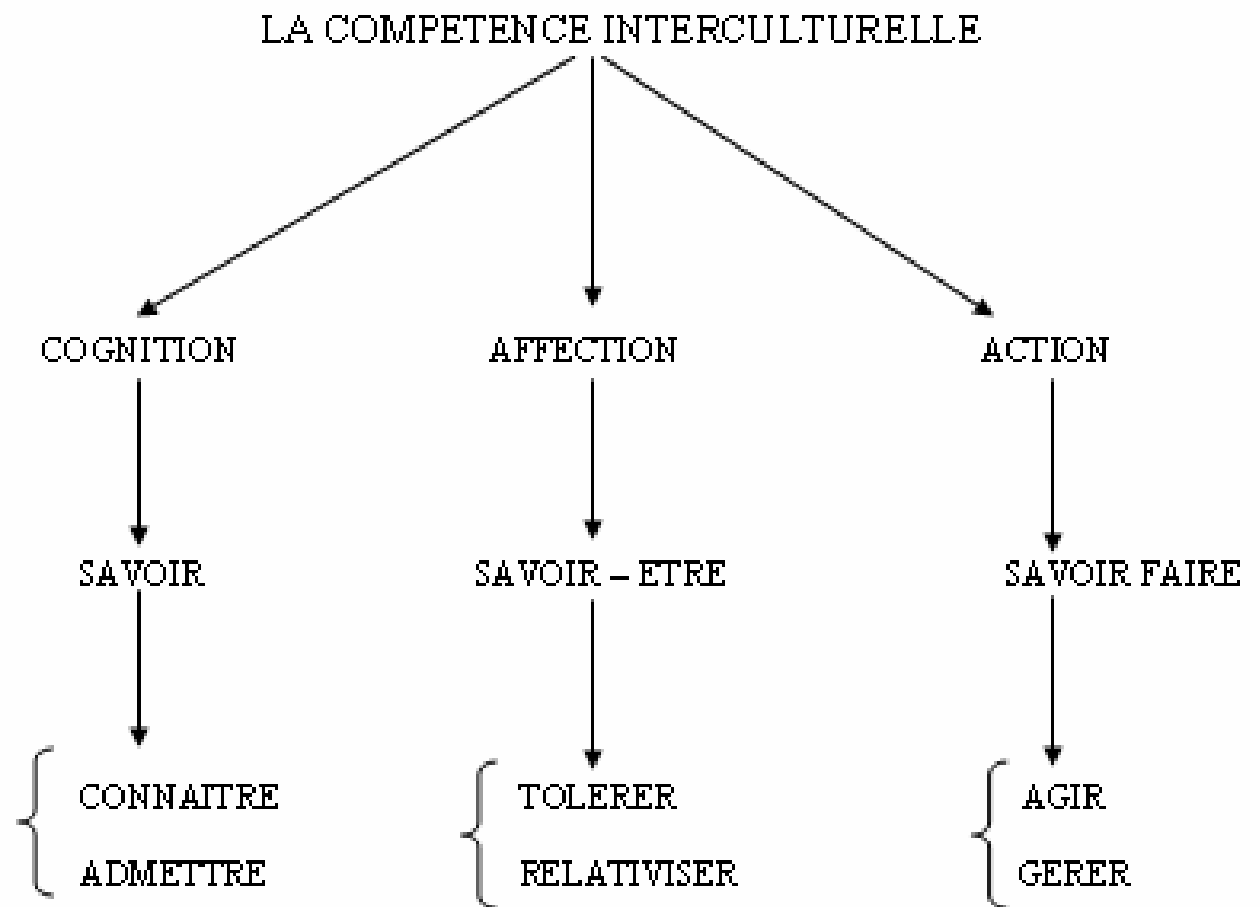 LA COMPETENCE INTERCULTURELLE
COGNITION
AFFECTION
ACTION
SAVOIR
SAVOIR – ETRE
SAVOIR FAIRE
CONNAITRE
TOLERER
AGIR
ADMETTRE
RELATIVISER
GERER